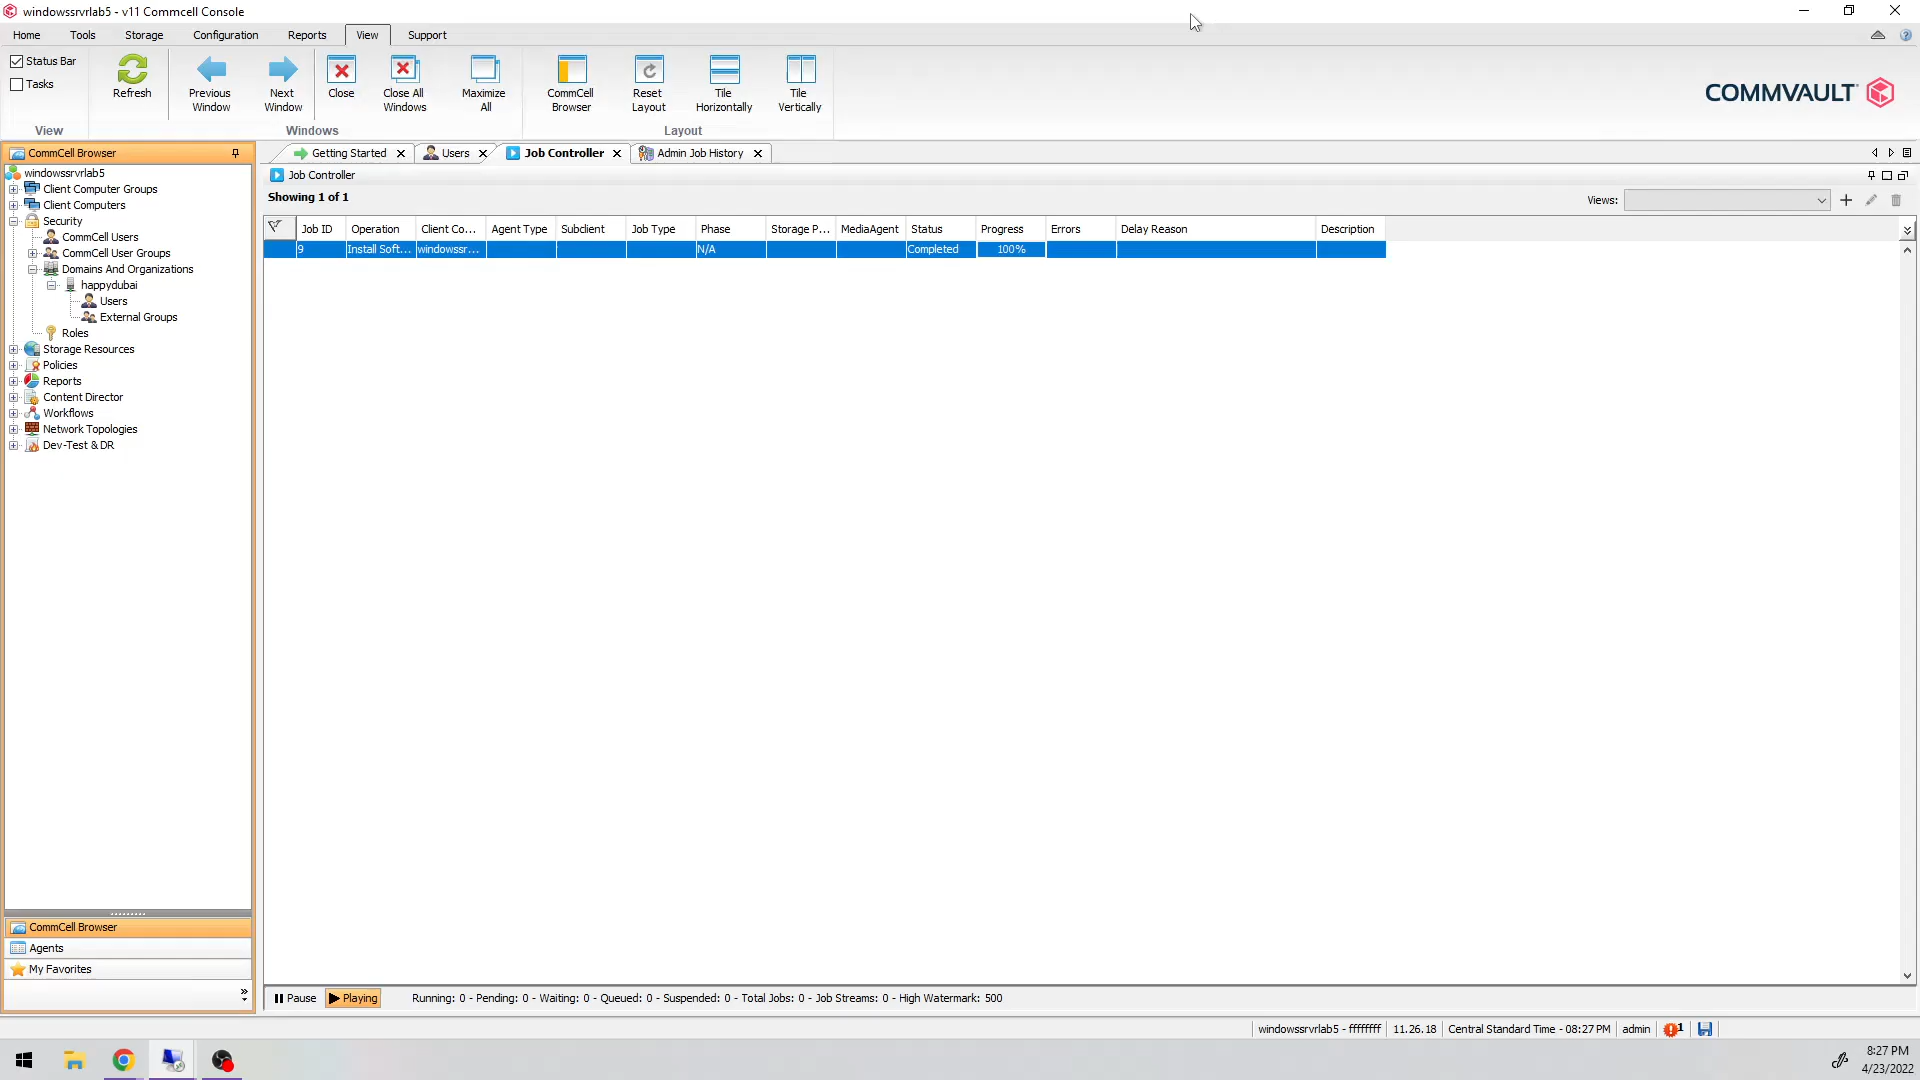 windowssrvrlab5 - v11 Commcell Console
Home Tools Storage Configuration Reports View Support
Status Bar
Tasks
Refresh
Previous Window
Next Window
Close
Close All Windows
Maximize All
CommCell Browser
Reset Layout
Tile Horizontally
Tile Vertically
View Windows Layout
COMMVAULT
CommCell Browser
windowssrvrlab5
Client Computer Groups
Client Computers
Security
CommCell Users
CommCell User Groups
Domains And Organizations
happydubai
Users
External Groups
Roles
Storage Resources
Policies
Reports
Content Director
Workflows
Network Topologies
Dev-Test & DR
CommCell Browser
Agents
My Favorites
Getting Started Users Job Controller Admin Job History
Job Controller
Showing 1 of 1
Views:
Job ID Operation Client Co... Agent Type Subclient Job Type Phase Storage P... MediaAgent Status Progress Errors Delay Reason Description
9 Install Soft... windowssr... N/A Completed 100%
Pause Playing Running: 0 - Pending: 0 - Waiting: 0 - Queued: 0 - Suspended: 0 - Total Jobs: 0 - Job Streams: 0 - High Watermark: 500
windowssrvrlab5 - ffffffff 11.26.18 Central Standard Time - 08:27 PM admin 1
8:27 PM
4/23/2022